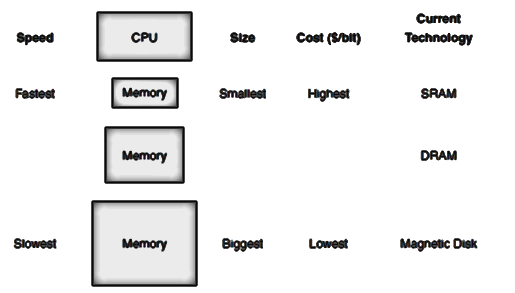 Current
Speed CPU Size Cost ($/bit) Technology
Fastest Memory Smallest Highest SRAM
Memory DRAM
Slowest Memory Biggest Lowest Magnetic Disk